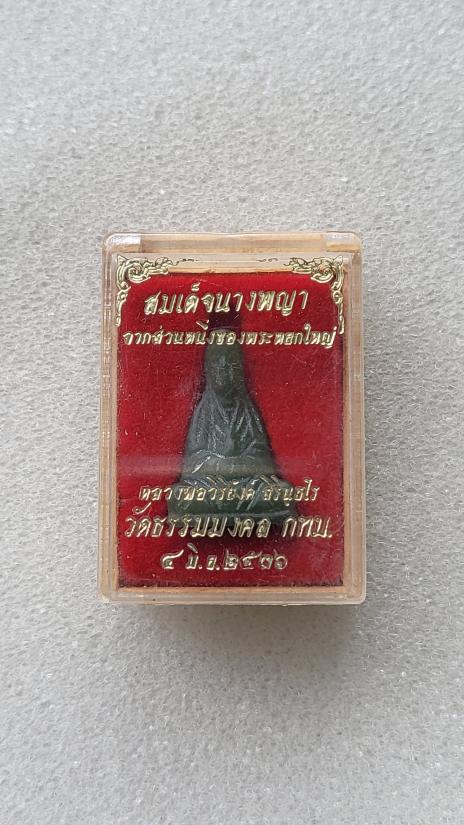 สมเด็จนางพญา
จากส่วนหนึ่งของพระหยกใหญ่
หลวงพ่อวิริยังค์ สิรินฺธโร
วัดธรรมมงคล กทม.
๔ มิ.ย.๒๕๓๖